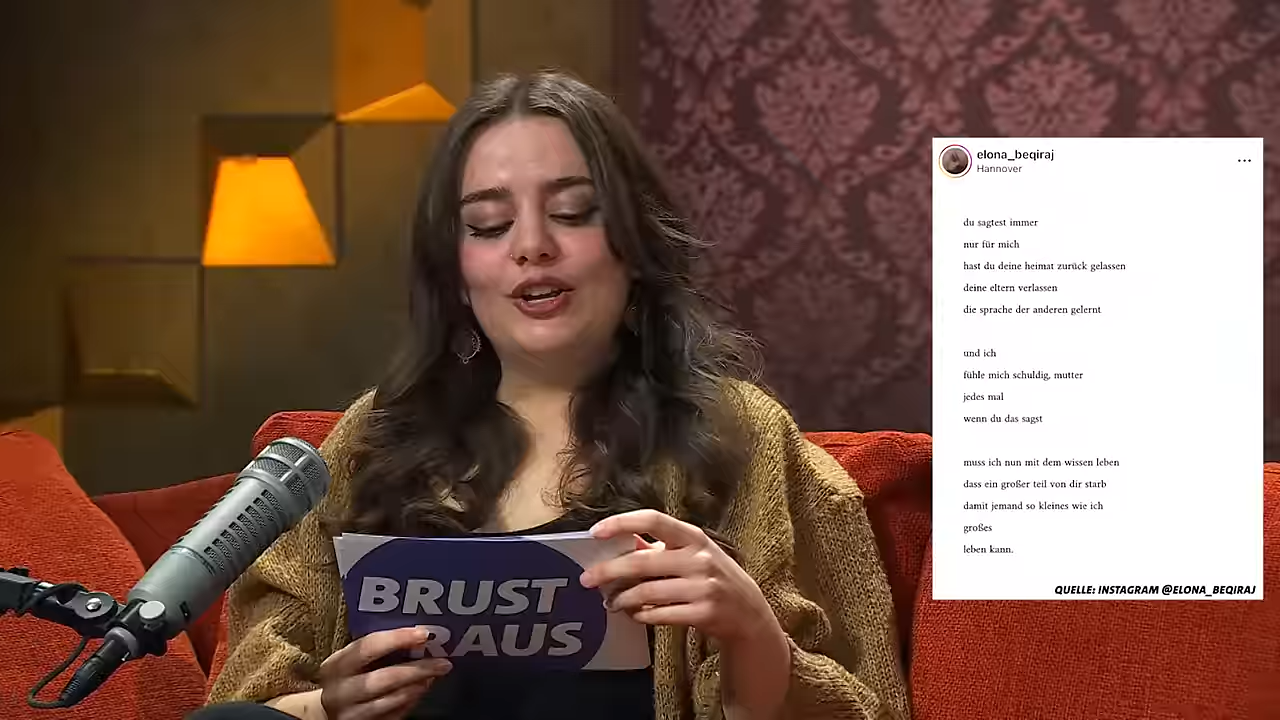 elona_beqiraj
Hannover
du sagtest immer
nur für mich
hast du deine heimat zurück gelassen
deine eltern verlassen
die sprache der anderen gelernt
und ich
fühle mich schuldig, mutter
jedes mal
wenn du das sagst
muss ich nun mit dem wissen leben
dass ein großer teil von dir starb
damit jemand so kleines wie ich
großes
leben kann.
QUELLE: INSTAGRAM @ELONA_BEQIRAJ
BRUST
RAUS